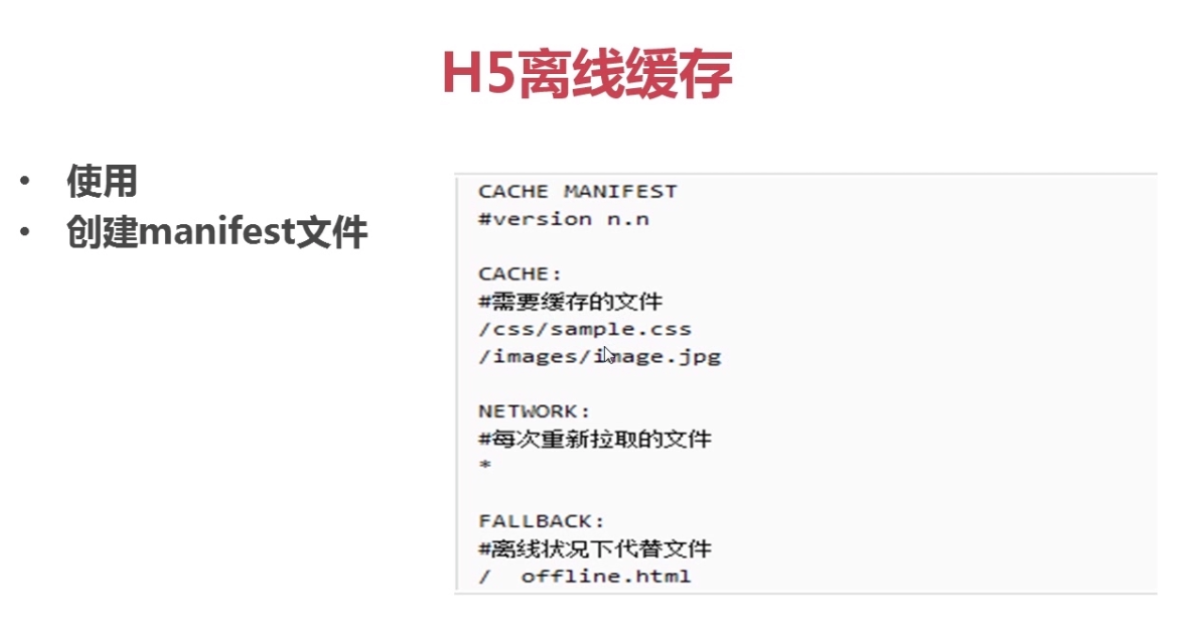 H5离线缓存
• 使用
• 创建manifest文件
CACHE MANIFEST
#version n.n
CACHE:
#需要缓存的文件
/css/sample.css
/images/image.jpg
NETWORK:
#每次重新拉取的文件
*
FALLBACK:
#离线状况下代替文件
/  offline.html